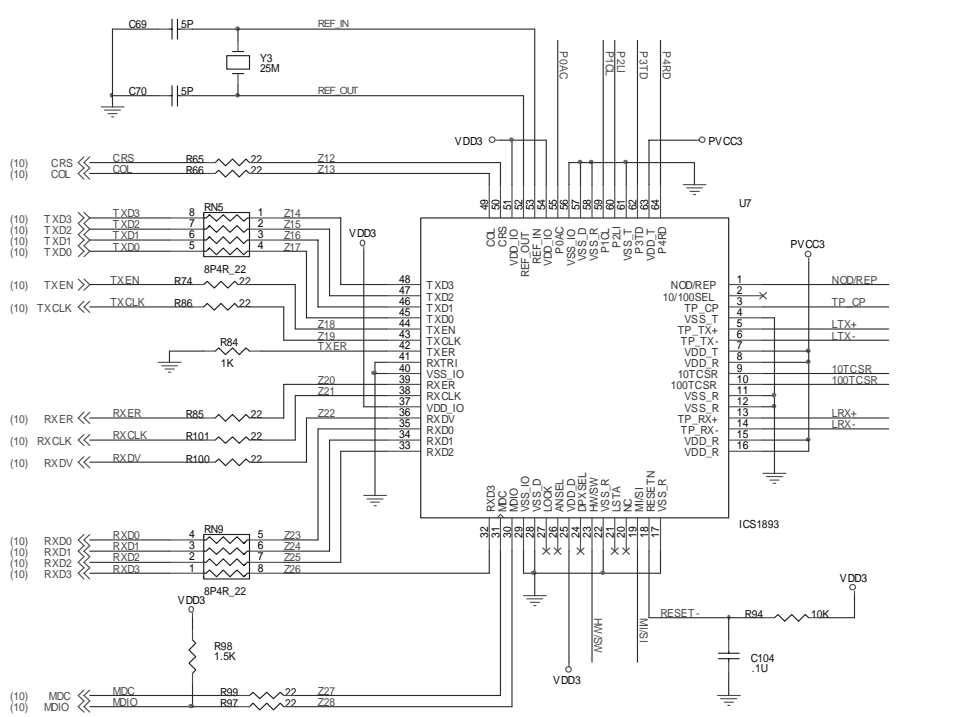 C69 5P REF_IN
Y3
25M
C70 5P REF_OUT
P0AC
P1CL
P2LI
P3TD
P4RD
VDD3
PVCC3
(10) CRS CRS R65 22 Z12
(10) COL COL R66 22 Z13
U7
RN5
(10) TXD3 TXD3 8 1 Z14
(10) TXD2 TXD2 7 2 Z15
(10) TXD1 TXD1 6 3 Z16
(10) TXD0 TXD0 5 4 Z17
8P4R_22
VDD3
(10) TXEN TXEN R74 22
(10) TXCLK TXCLK R86 22
Z18
Z19
TXER
R84
1K
Z20
Z21
(10) RXER RXER R85 22 Z22
(10) RXCLK RXCLK R101 22
(10) RXDV RXDV R100 22
49 COL
50 CRS
51 VDD_IO
52 REF_OUT
53 REF_IN
54 VDD_IO
55 P0AC
56 VSS_IO
57 VSS_D
58 VSS_R
59 P1CL
60 P2LI
61 VSS_T
62 P3TD
63 VDD_T
64 P4RD
48 TXD3
47 TXD2
46 TXD1
45 TXD0
44 TXEN
43 TXCLK
42 TXER
41 RXTRI
40 VSS_IO
39 RXER
38 RXCLK
37 VDD_IO
36 RXDV
35 RXD0
34 RXD1
33 RXD2
PVCC3
NOD/REP 1 NOD/REP
10/100SEL 2
TP_CP 3 TP_CP
VSS_T 4
TP_TX+ 5 LTX+
TP_TX- 6 LTX-
VDD_T 7
VDD_R 8
10TCSR 9 10TCSR
100TCSR 10 100TCSR
VSS_R 11
VSS_R 12
TP_RX+ 13 LRX+
TP_RX- 14 LRX-
VDD_R 15
VDD_R 16
RXD3 32
MDC 31
MDIO 30
VSS_IO 29
VSS_D 28
LOCK 27
ANSEL 26
VDD_D 25
DPXSEL 24
HW/SW 23
VSS_R 22
LSTA 21
NC 20
MI/SI 19
RESETN 18
VSS_R 17
ICS1893
RN9
(10) RXD0 RXD0 4 5 Z23
(10) RXD1 RXD1 3 6 Z24
(10) RXD2 RXD2 2 7 Z25
(10) RXD3 RXD3 1 8 Z26
8P4R_22
VDD3
R98
1.5K
VDD3
HW/SW
MI/SI
RESET-
R94 10K
VDD3
C104
.1U
(10) MDC MDC R99 22 Z27
(10) MDIO MDIO R97 22 Z28